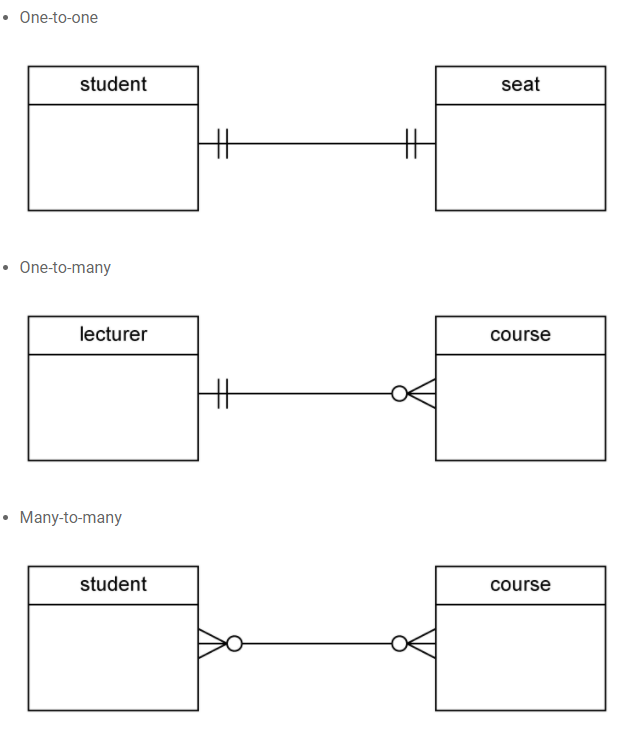 One-to-one
student
seat
One-to-many
lecturer
course
Many-to-many
student
course